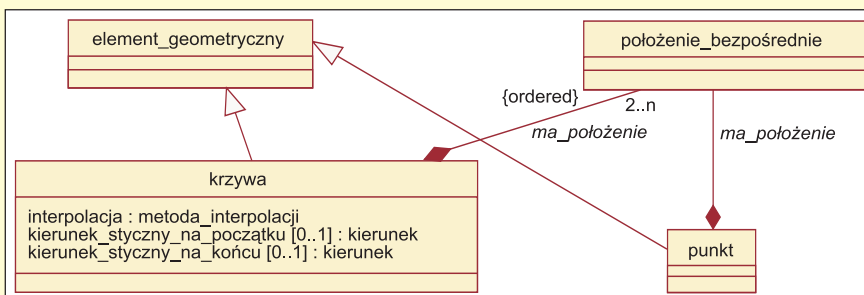 element_geometryczny
położenie_bezpośrednie
{ordered}
2..n
ma_położenie
ma_położenie
krzywa
interpolacja : metoda_interpolacji
kierunek_styczny_na_początku [0..1] : kierunek
kierunek_styczny_na_końcu [0..1] : kierunek
punkt